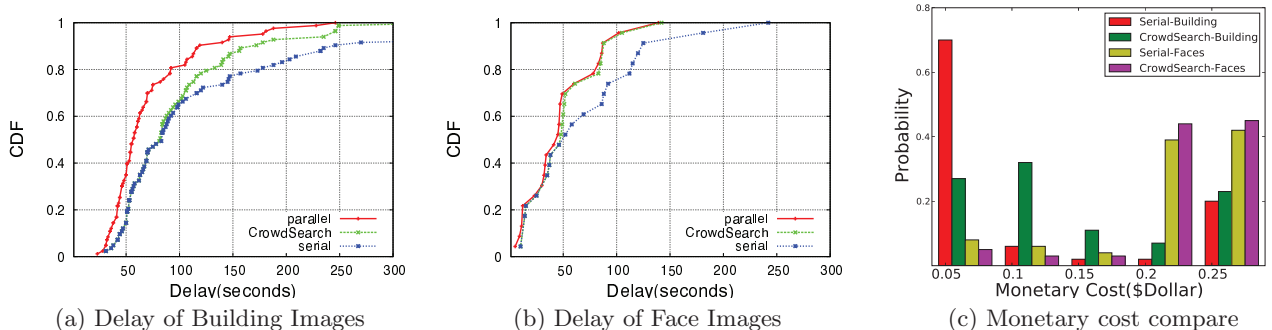 1
0.8
0.6
0.4
0.2
0
CDF
50 100 150 200 250 300
Delay(seconds)
parallel
CrowdSearch
serial
(a) Delay of Building Images
1
0.8
0.6
0.4
0.2
0
CDF
50 100 150 200 250 300
Delay(seconds)
parallel
CrowdSearch
serial
(b) Delay of Face Images
0.8
0.6
0.4
0.2
Probability
Serial-Building
CrowdSearch-Building
Serial-Faces
CrowdSearch-Faces
0.05 0.1 0.15 0.2 0.25
Monetary Cost($Dollar)
(c) Monetary cost compare